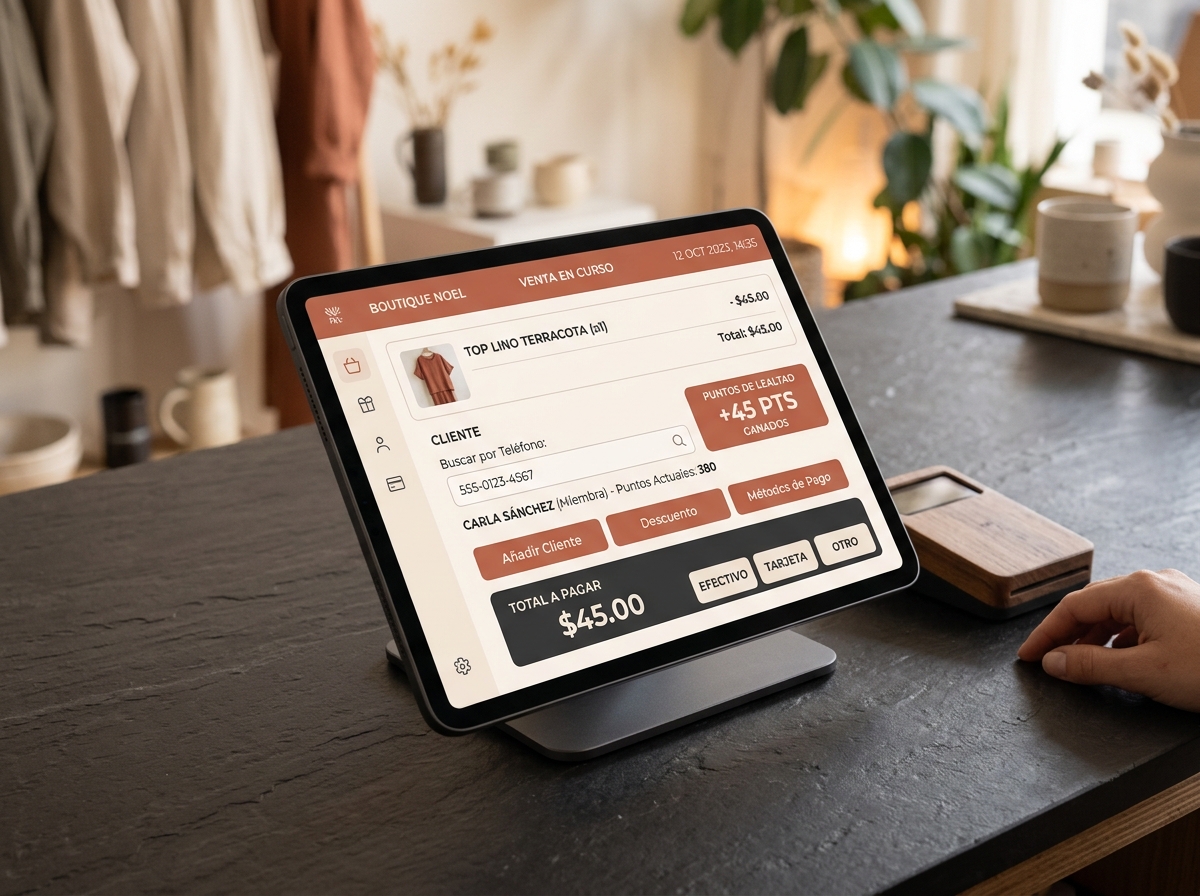 BOUTIQUE NOEL
VENTA EN CURSO
12 OCT 2023, 14:35
TOP LINO TERRACOTA (x1)
- $45.00
Total: $45.00
PUNTOS DE LEALTAD
+45 PTS
GANADOS
CLIENTE
Buscar por Teléfono:
555-0123-4567
CARLA SÁNCHEZ (Miembra) - Puntos Actuales: 380
Añadir Cliente
Descuento
Métodos de Pago
TOTAL A PAGAR
$45.00
EFECTIVO
TARJETA
OTRO